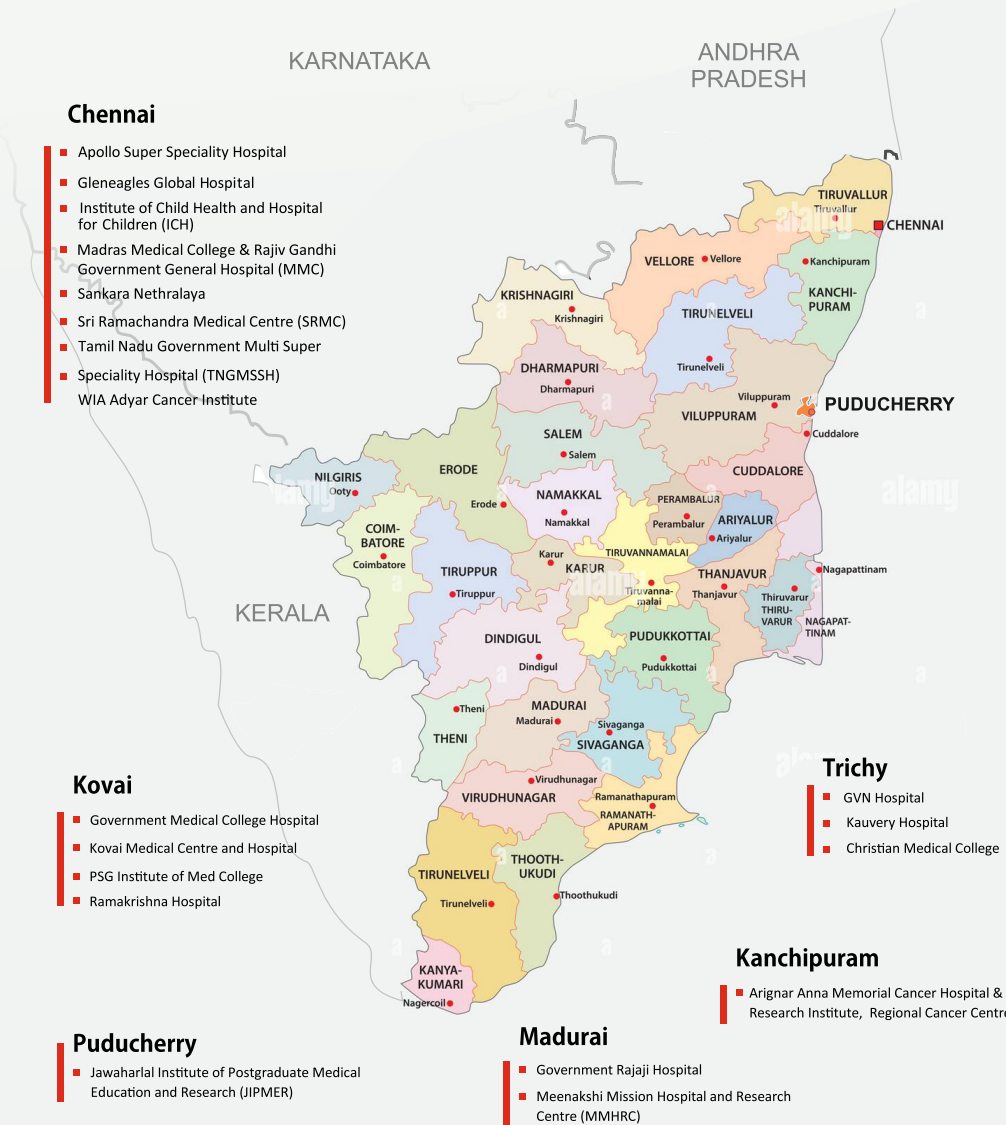 KARNATAKA
ANDHRA
PRADESH
Chennai
Apollo Super Speciality Hospital
Gleneagles Global Hospital
Institute of Child Health and Hospital
for Children (ICH)
Madras Medical College & Rajiv Gandhi
Government General Hospital (MMC)
Sankara Nethralaya
Sri Ramachandra Medical Centre (SRMC)
Tamil Nadu Government Multi Super
Speciality Hospital (TNGMSSH)
WIA Adyar Cancer Institute
TIRUVALLUR
Tiruvallur
CHENNAI
VELLORE
Vellore
Kanchipuram
KANCHI-
PURAM
KRISHNAGIRI
Krishnagiri
TIRUNELVELI
Tirunelveli
DHARMAPURI
Dharmapuri
Viluppuram
VILUPPURAM
PUDUCHERRY
Cuddalore
CUDDALORE
SALEM
Salem
ERODE
Erode
NILGIRIS
Ooty
NAMAKKAL
Namakkal
PERAMBALUR
Perambalur
ARIYALUR
Ariyalur
COIM-
BATORE
Coimbatore
TIRUPPUR
Tiruppur
Karur
KARUR
TIRUVANNAMALAI
Tiruvanna-
malai
THANJAVUR
Thanjavur
Nagapattinam
Thiruvarur
THIRU-
VARUR
NAGAPAT-
TINAM
KERALA
DINDIGUL
Dindigul
PUDUKKOTTAI
Pudukkottai
Theni
THENI
MADURAI
Madurai
Sivaganga
SIVAGANGA
Virudhunagar
VIRUDHUNAGAR
Ramanathapuram
RAMANATH-
APURAM
TIRUNELVELI
Tirunelveli
THOOTH-
UKUDI
Thoothukudi
KANYA-
KUMARI
Nagercoil
alamy
alamy
alamy
alamy
Kovai
Government Medical College Hospital
Kovai Medical Centre and Hospital
PSG Institute of Med College
Ramakrishna Hospital
Trichy
GVN Hospital
Kauvery Hospital
Christian Medical College
Kanchipuram
Arignar Anna Memorial Cancer Hospital &
Research Institute, Regional Cancer Centre
Puducherry
Jawaharlal Institute of Postgraduate Medical
Education and Research (JIPMER)
Madurai
Government Rajaji Hospital
Meenakshi Mission Hospital and Research
Centre (MMHRC)